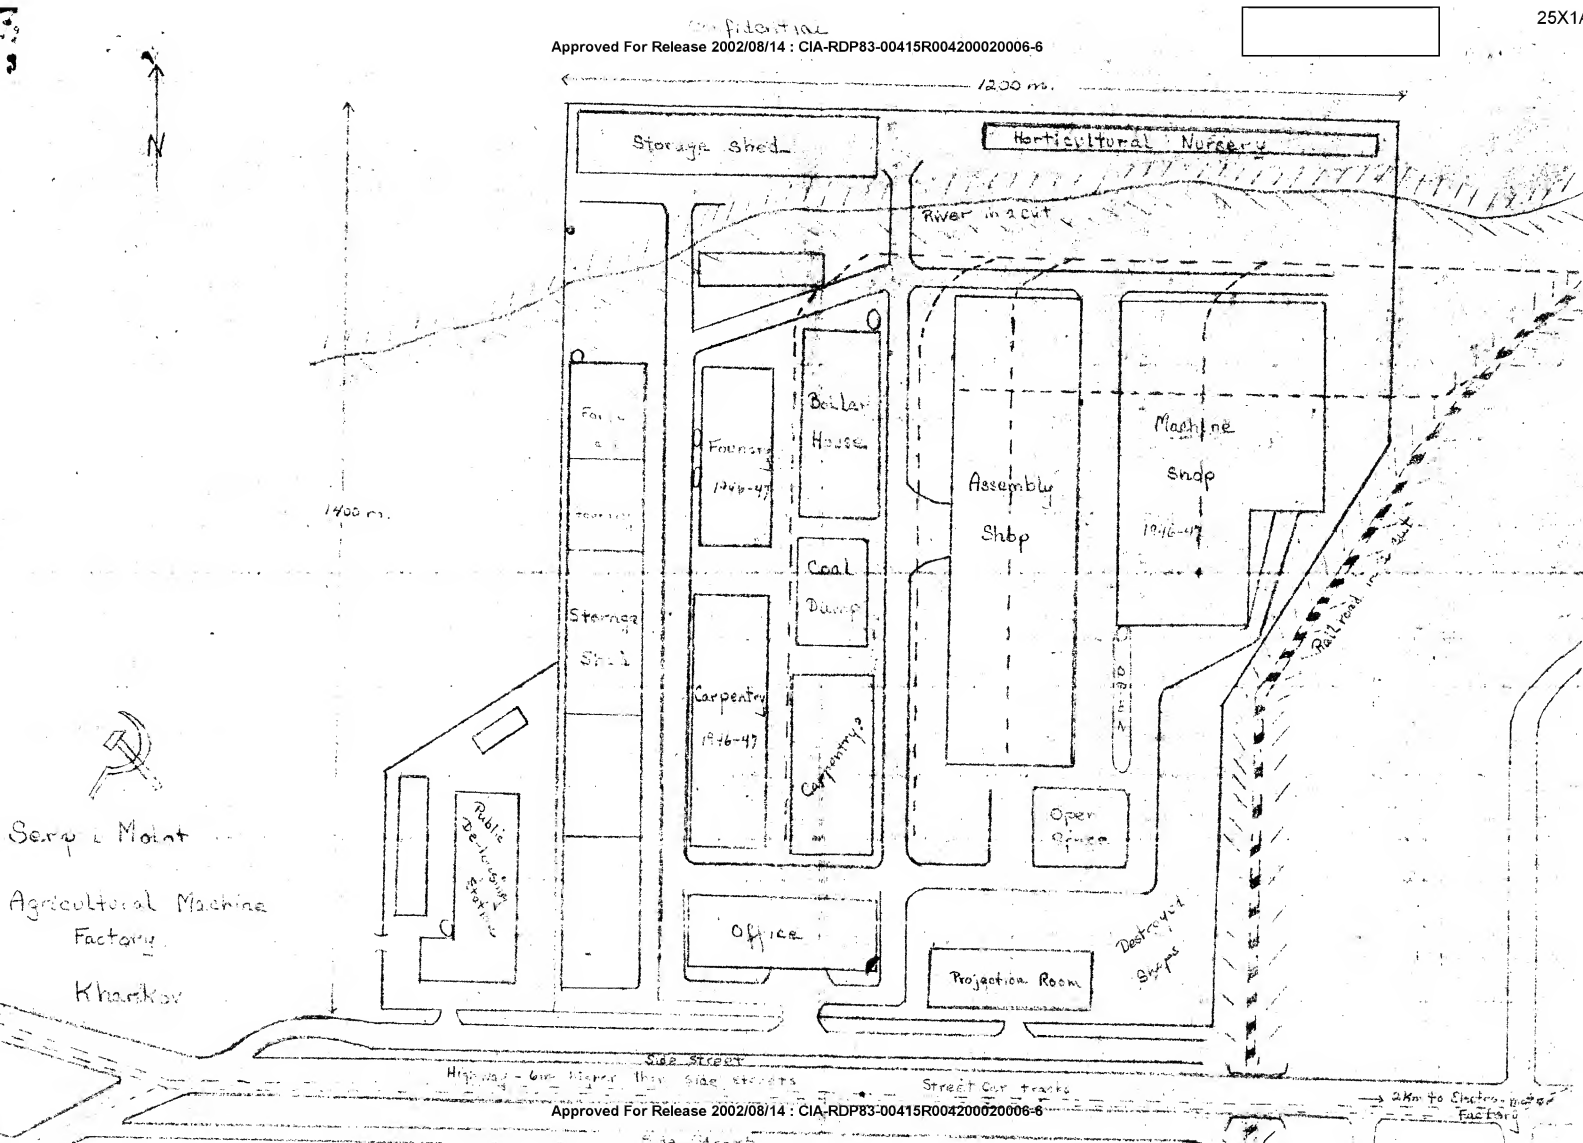 Confidential
Approved For Release 2002/08/14 : CIA-RDP83-00415R004200020006-6
25X1A
1200 m.
N
Storage Shed
Horticultural Nursery
River in a cut
1400 m.
Foundry
1946-47
Boiler
House
Assembly
Shop
Machine
Shop
1946-47
Coal
Dump
Storage
Shed
Railroad in a cut
Carpentry
1946-47
Carpentry
Open
Open
Space
Public
Delousing
Station
Serp i Molot
Agricultural Machine
Factory
Kharkov
Office
Projection Room
Destroyed
Shops
Side Street
Highway - 6m higher than side streets
Street Car tracks
→ 2Km to Electro-motor
Factory
Approved For Release 2002/08/14 : CIA-RDP83-00415R004200020006-6
Side Street